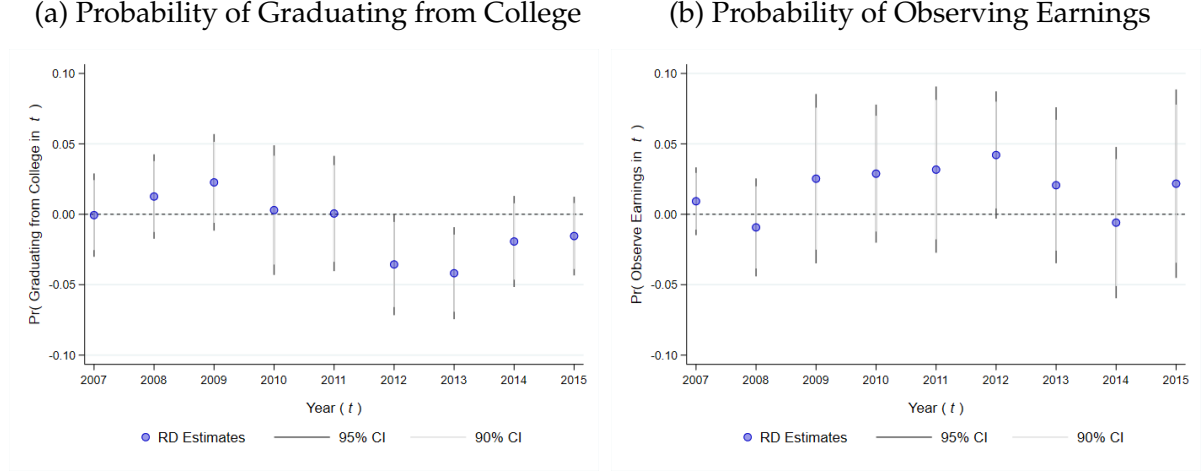 (a) Probability of Graduating from College
(b) Probability of Observing Earnings
Pr( Graduating from College in t )
0.10
0.05
0.00
-0.05
-0.10
2007 2008 2009 2010 2011 2012 2013 2014 2015
Year ( t )
RD Estimates 95% CI 90% CI
Pr( Observe Earnings in t )
0.10
0.05
0.00
-0.05
-0.10
2007 2008 2009 2010 2011 2012 2013 2014 2015
Year ( t )
RD Estimates 95% CI 90% CI